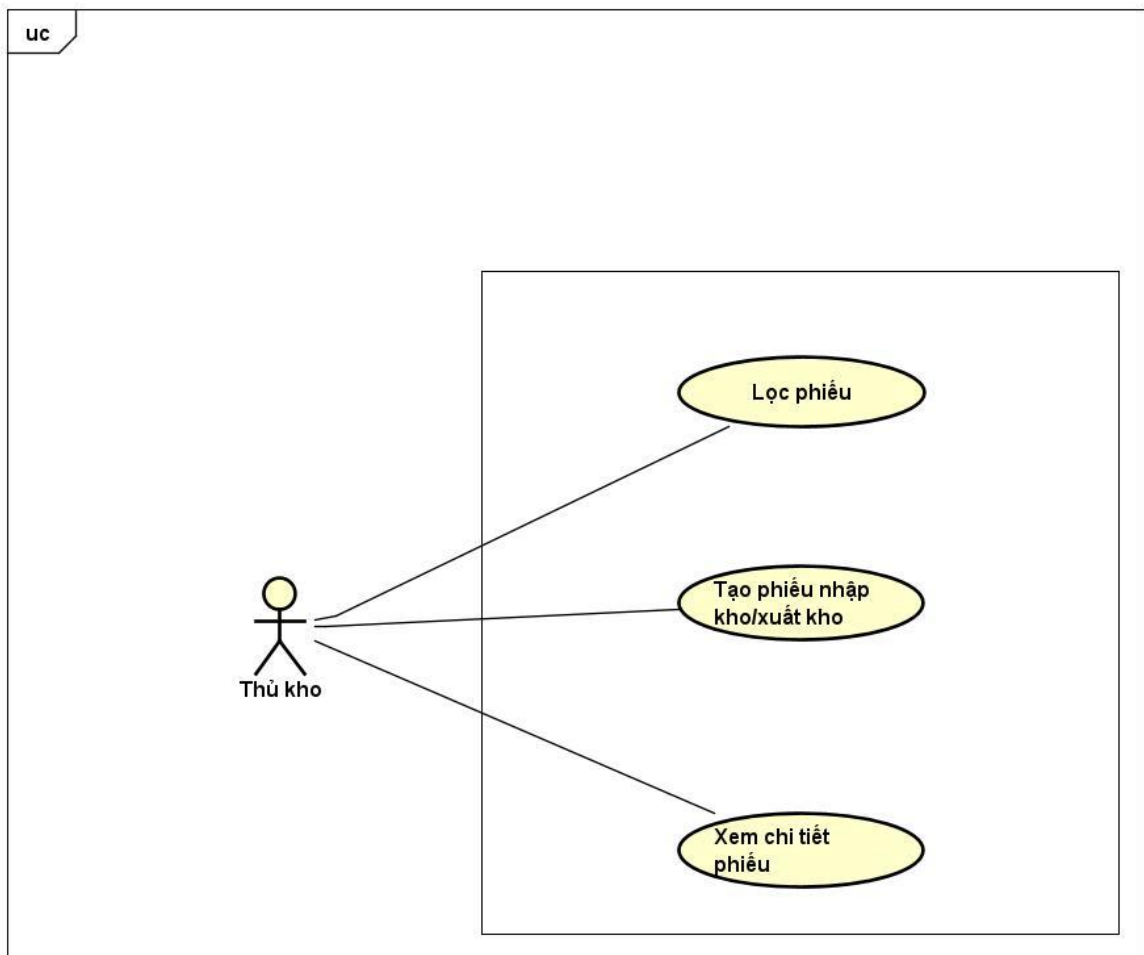 uc
Lọc phiếu
Tạo phiếu nhập
kho/xuất kho
Thủ kho
Xem chi tiết
phiếu